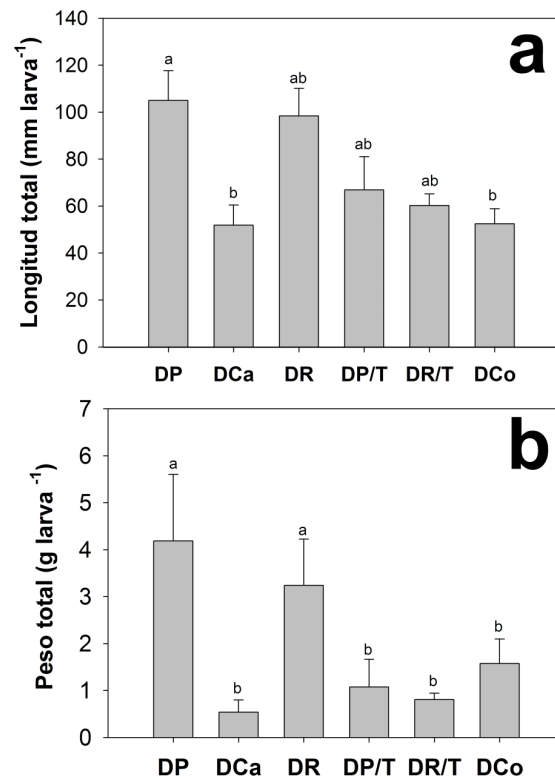 a
140
120
100
80
60
40
20
0
Longitud total (mm larva⁻¹)
a b ab ab ab b
DP DCa DR DP/T DR/T DCo
b
7
6
5
4
3
2
1
0
Peso total (g larva ⁻¹)
a b a b b b
DP DCa DR DP/T DR/T DCo